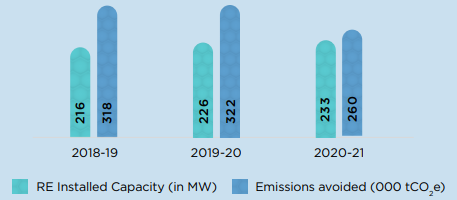 216 318 226 322 233 260
2018-19 2019-20 2020-21
RE Installed Capacity (in MW) Emissions avoided (000 tCO₂e)